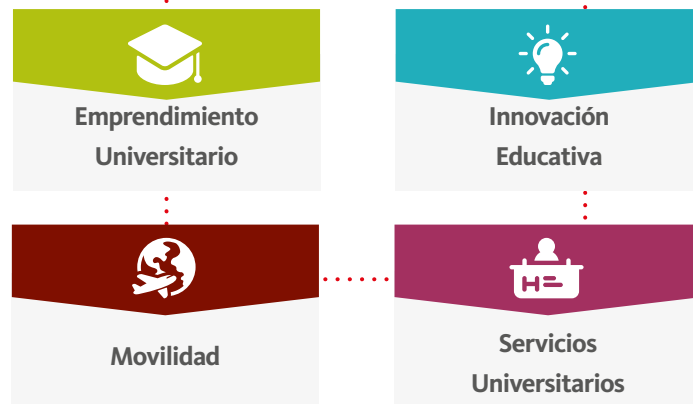 Emprendimiento
Universitario
Innovación
Educativa
Movilidad
Servicios
Universitarios